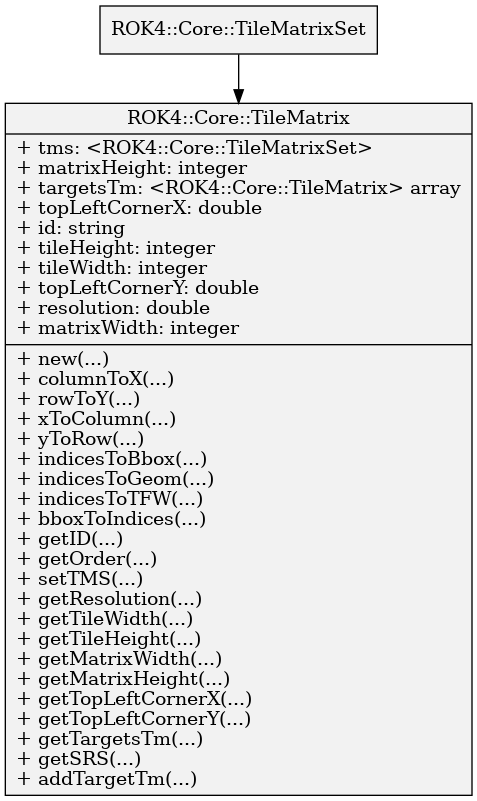 ROK4::Core::TileMatrixSet
ROK4::Core::TileMatrix
+ tms: <ROK4::Core::TileMatrixSet>
+ matrixHeight: integer
+ targetsTm: <ROK4::Core::TileMatrix> array
+ topLeftCornerX: double
+ id: string
+ tileHeight: integer
+ tileWidth: integer
+ topLeftCornerY: double
+ resolution: double
+ matrixWidth: integer
+ new(...)
+ columnToX(...)
+ rowToY(...)
+ xToColumn(...)
+ yToRow(...)
+ indicesToBbox(...)
+ indicesToGeom(...)
+ indicesToTFW(...)
+ bboxToIndices(...)
+ getID(...)
+ getOrder(...)
+ setTMS(...)
+ getResolution(...)
+ getTileWidth(...)
+ getTileHeight(...)
+ getMatrixWidth(...)
+ getMatrixHeight(...)
+ getTopLeftCornerX(...)
+ getTopLeftCornerY(...)
+ getTargetsTm(...)
+ getSRS(...)
+ addTargetTm(...)